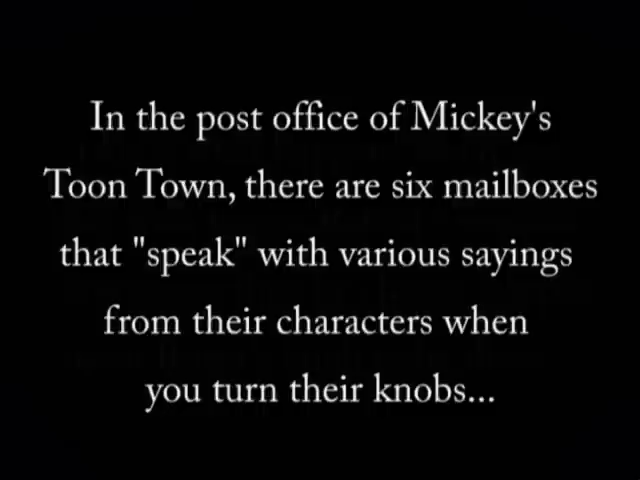 In the post office of Mickey's
Toon Town, there are six mailboxes
that "speak" with various sayings
from their characters when
you turn their knobs...